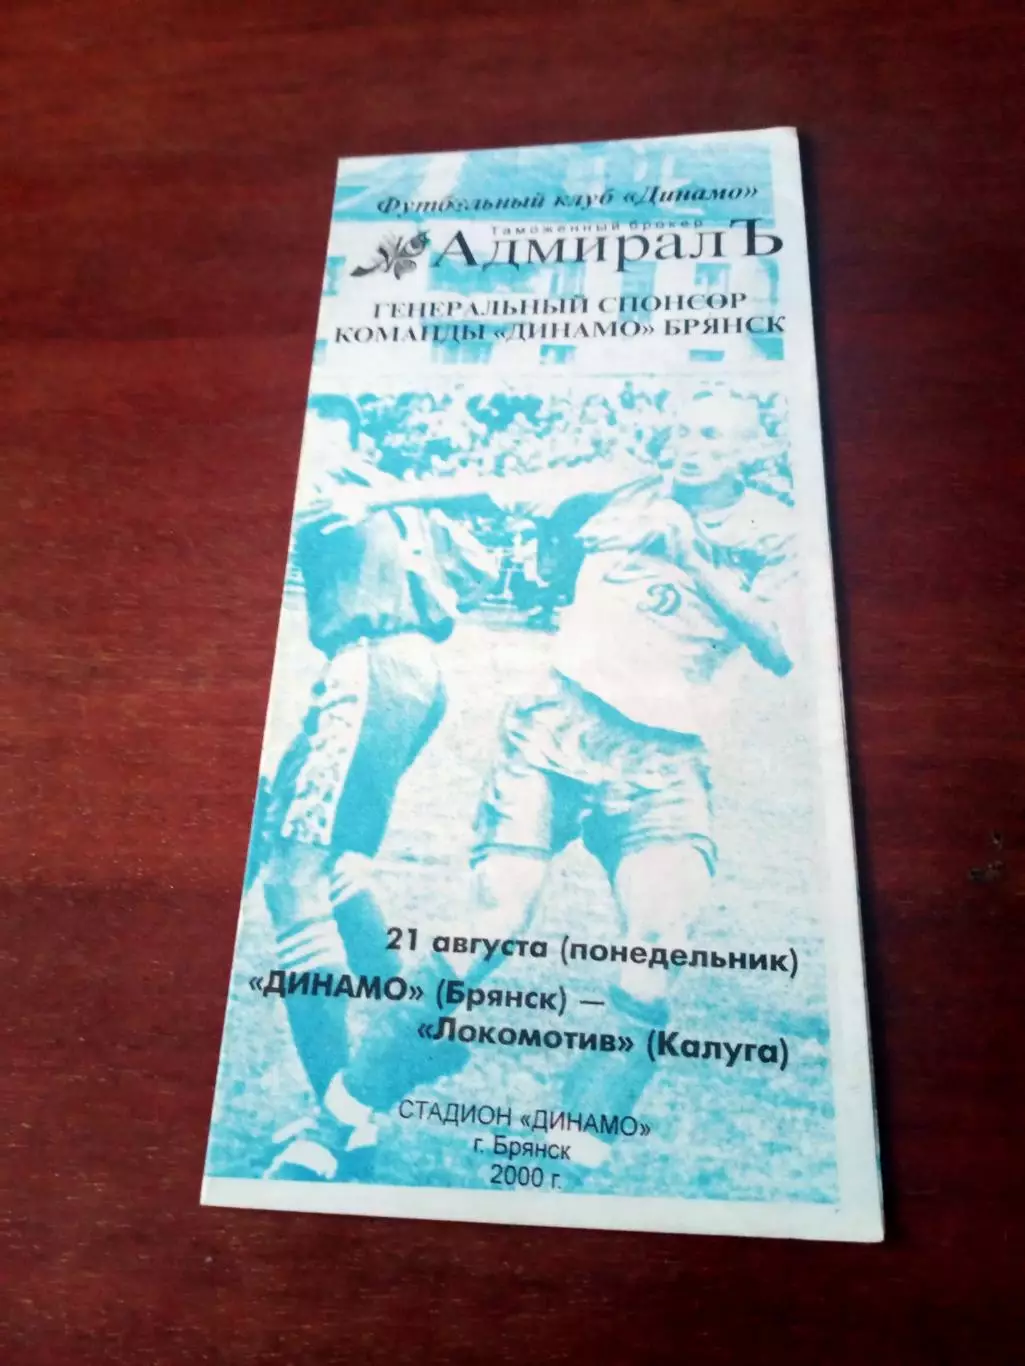 Футбольный клуб «Динамо»
Таможенный брокер
АдмиралЪ
ГЕНЕРАЛЬНЫЙ СПОНСОР
КОМАНДЫ «ДИНАМО» БРЯНСК
Д
21 августа (понедельник)
«ДИНАМО» (Брянск) —
«Локомотив» (Калуга)
СТАДИОН «ДИНАМО»
г. Брянск
2000 г.